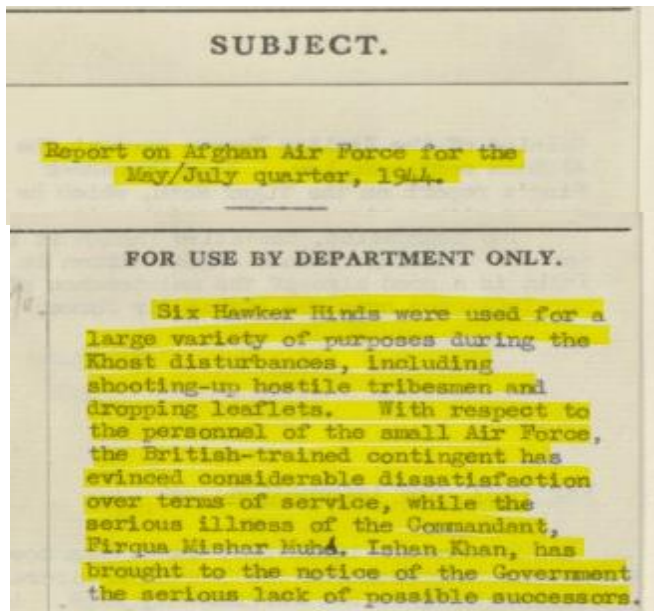 SUBJECT.
Report on Afghan Air Force for the
May/July quarter, 1944.
FOR USE BY DEPARTMENT ONLY.
Six Hawker Hinds were used for a
large variety of purposes during the
Khost disturbances, including
shooting-up hostile tribesmen and
dropping leaflets. With respect to
the personnel of the small Air Force,
the British-trained contingent has
evinced considerable dissatisfaction
over terms of service, while the
serious illness of the Commandant,
Firqua Mishar Muhd. Ishan Khan, has
brought to the notice of the Government
the serious lack of possible successors.